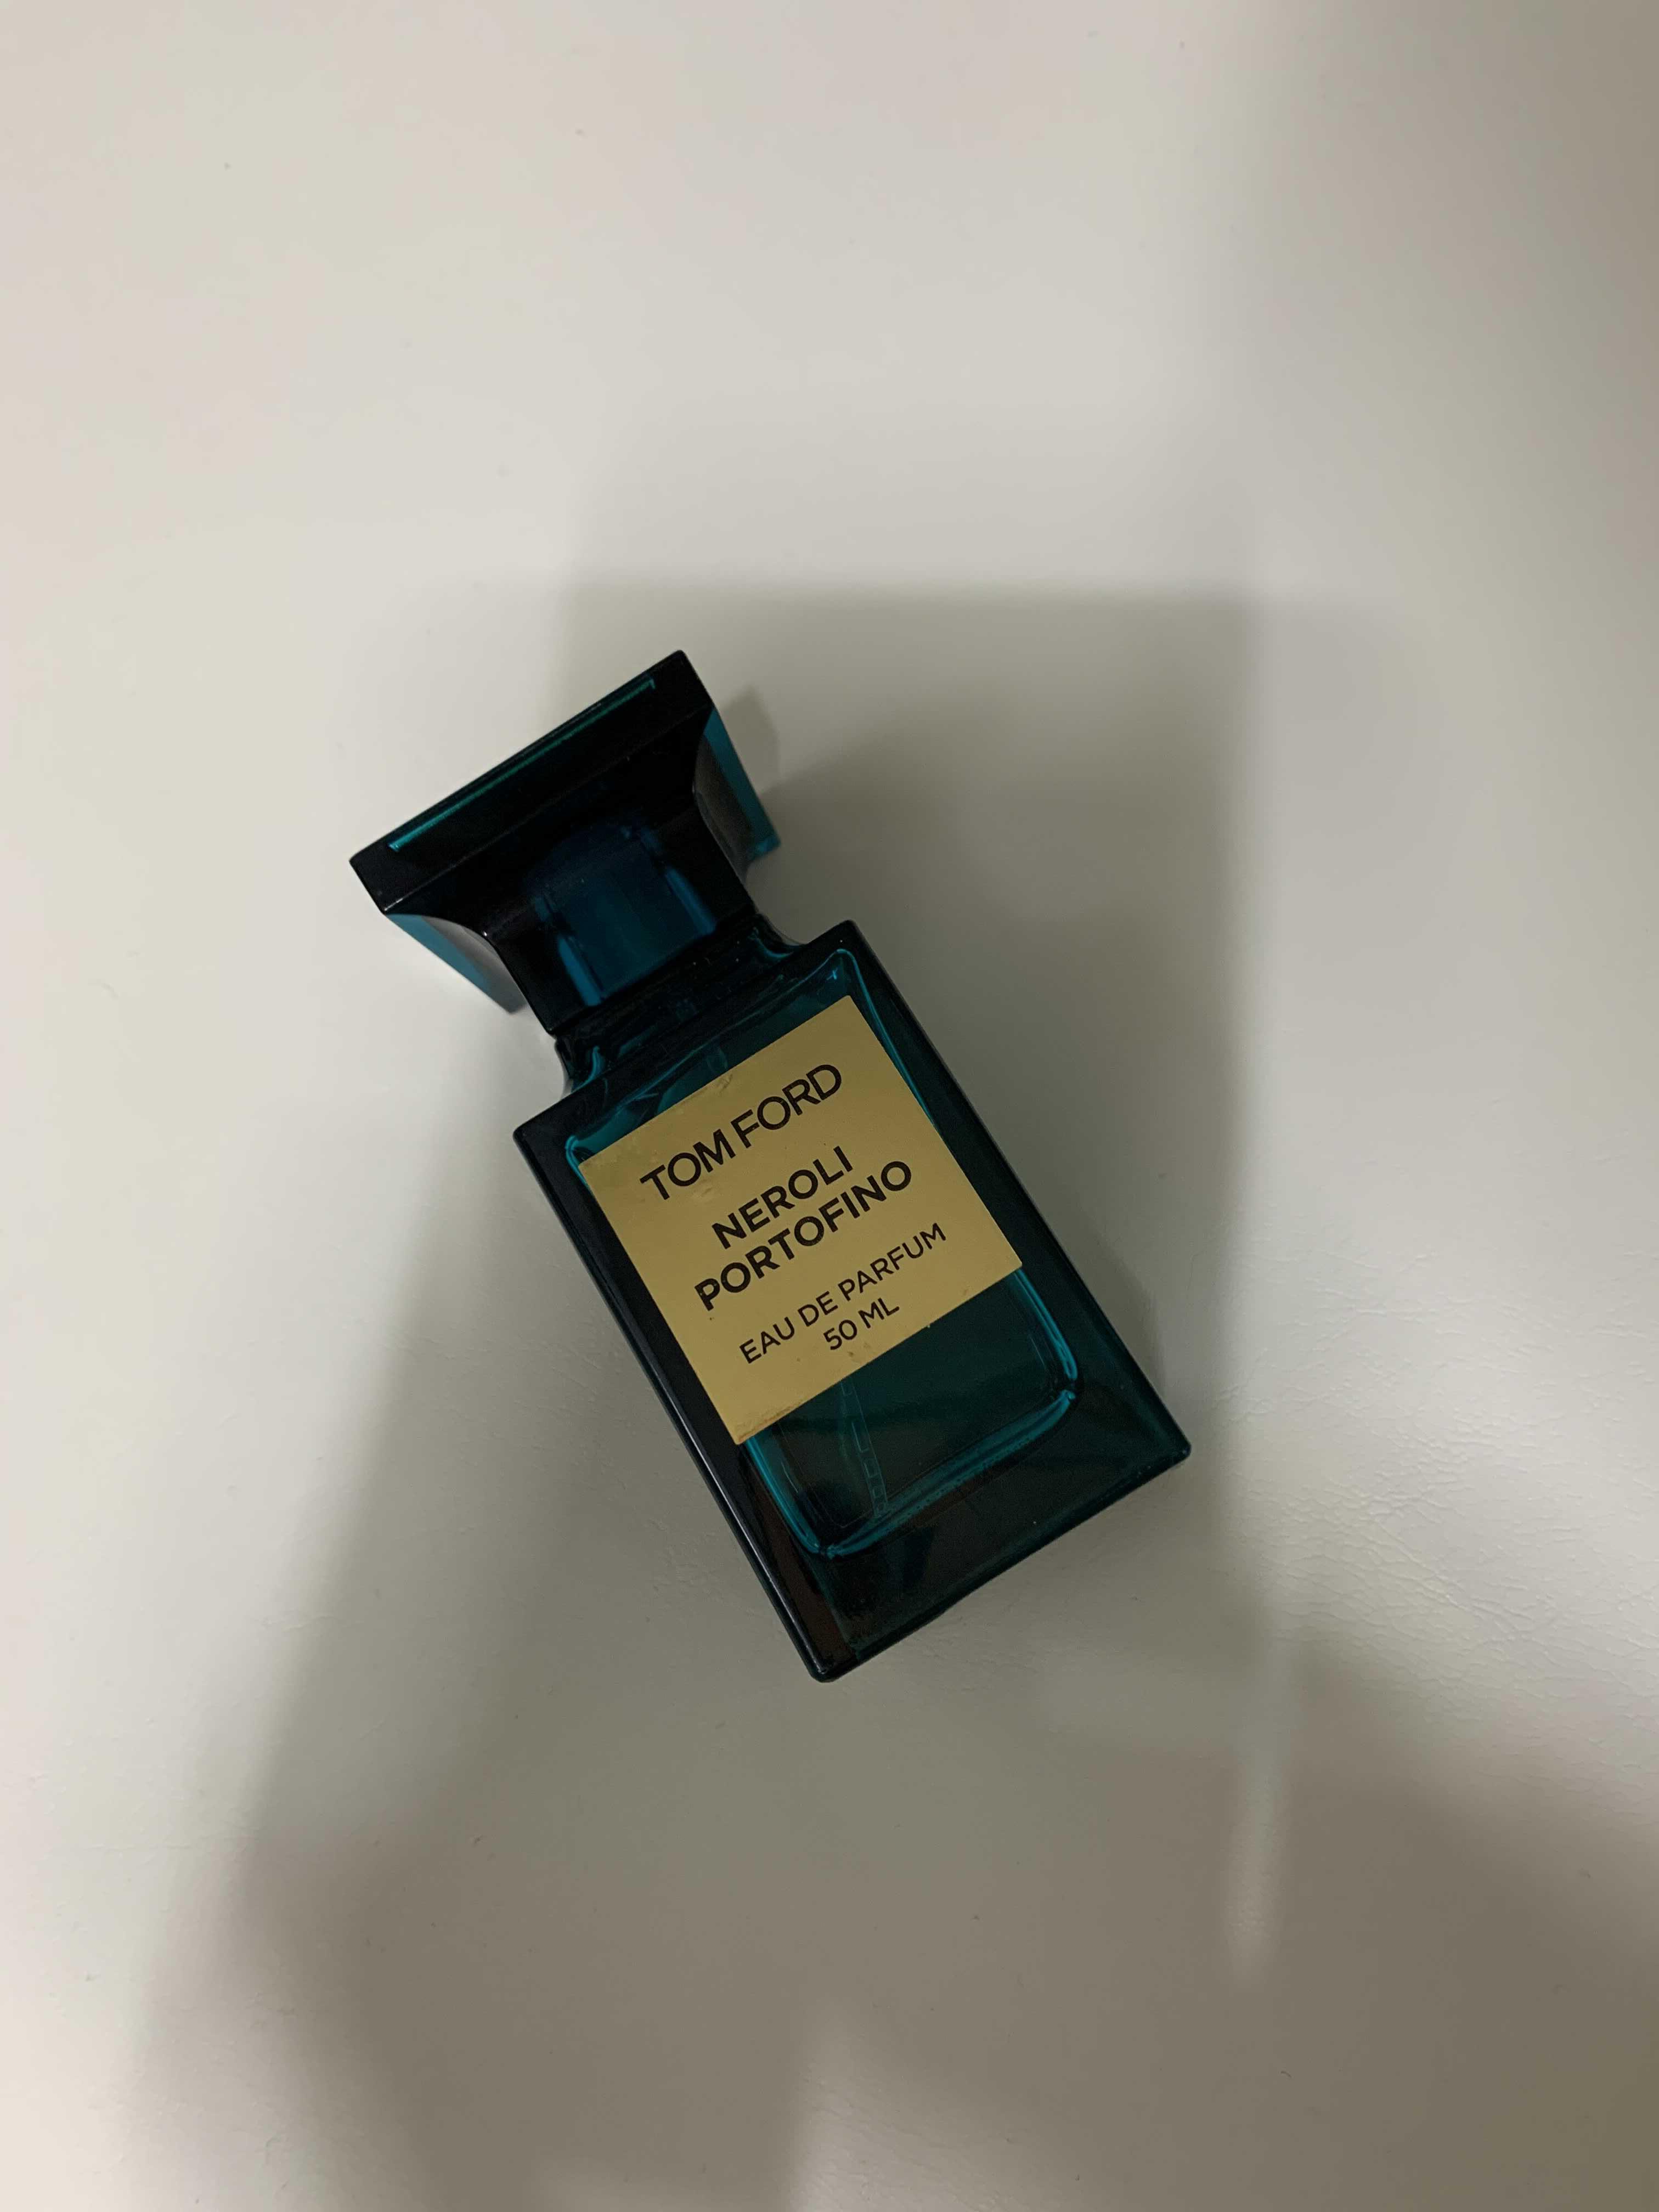 TOM FORD
NEROLI
PORTOFINO
EAU DE PARFUM
50 ML